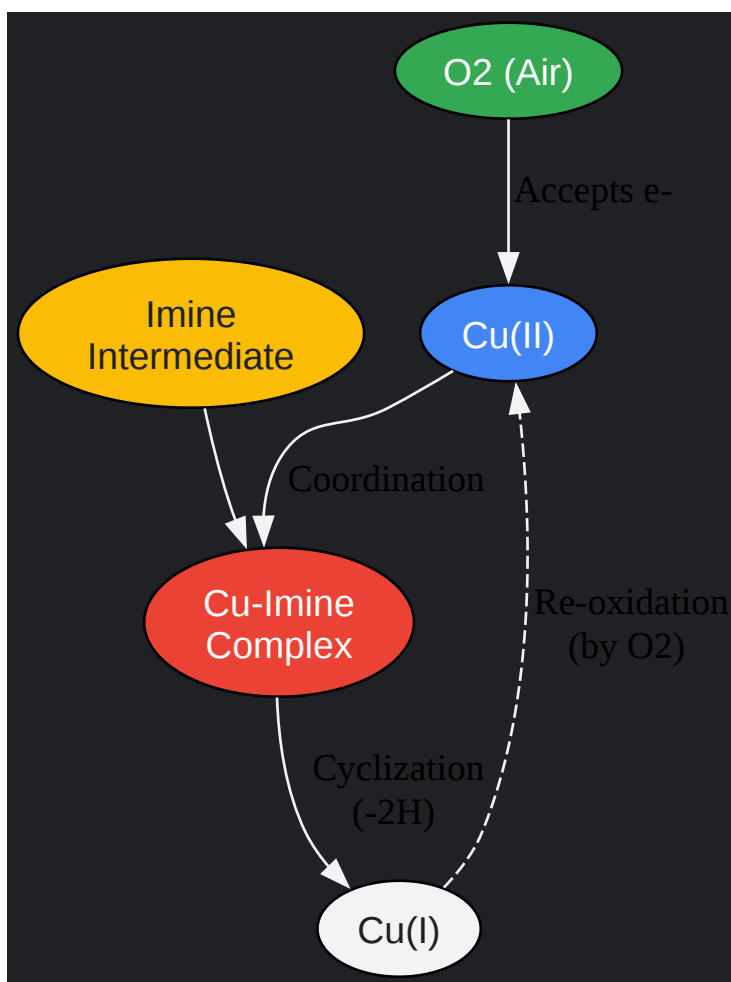 O2 (Air)
Accepts e-
Imine
Intermediate
Cu(II)
Coordination
Cu-Imine
Complex
Re-oxidation
(by O2)
Cyclization
(-2H)
Cu(I)